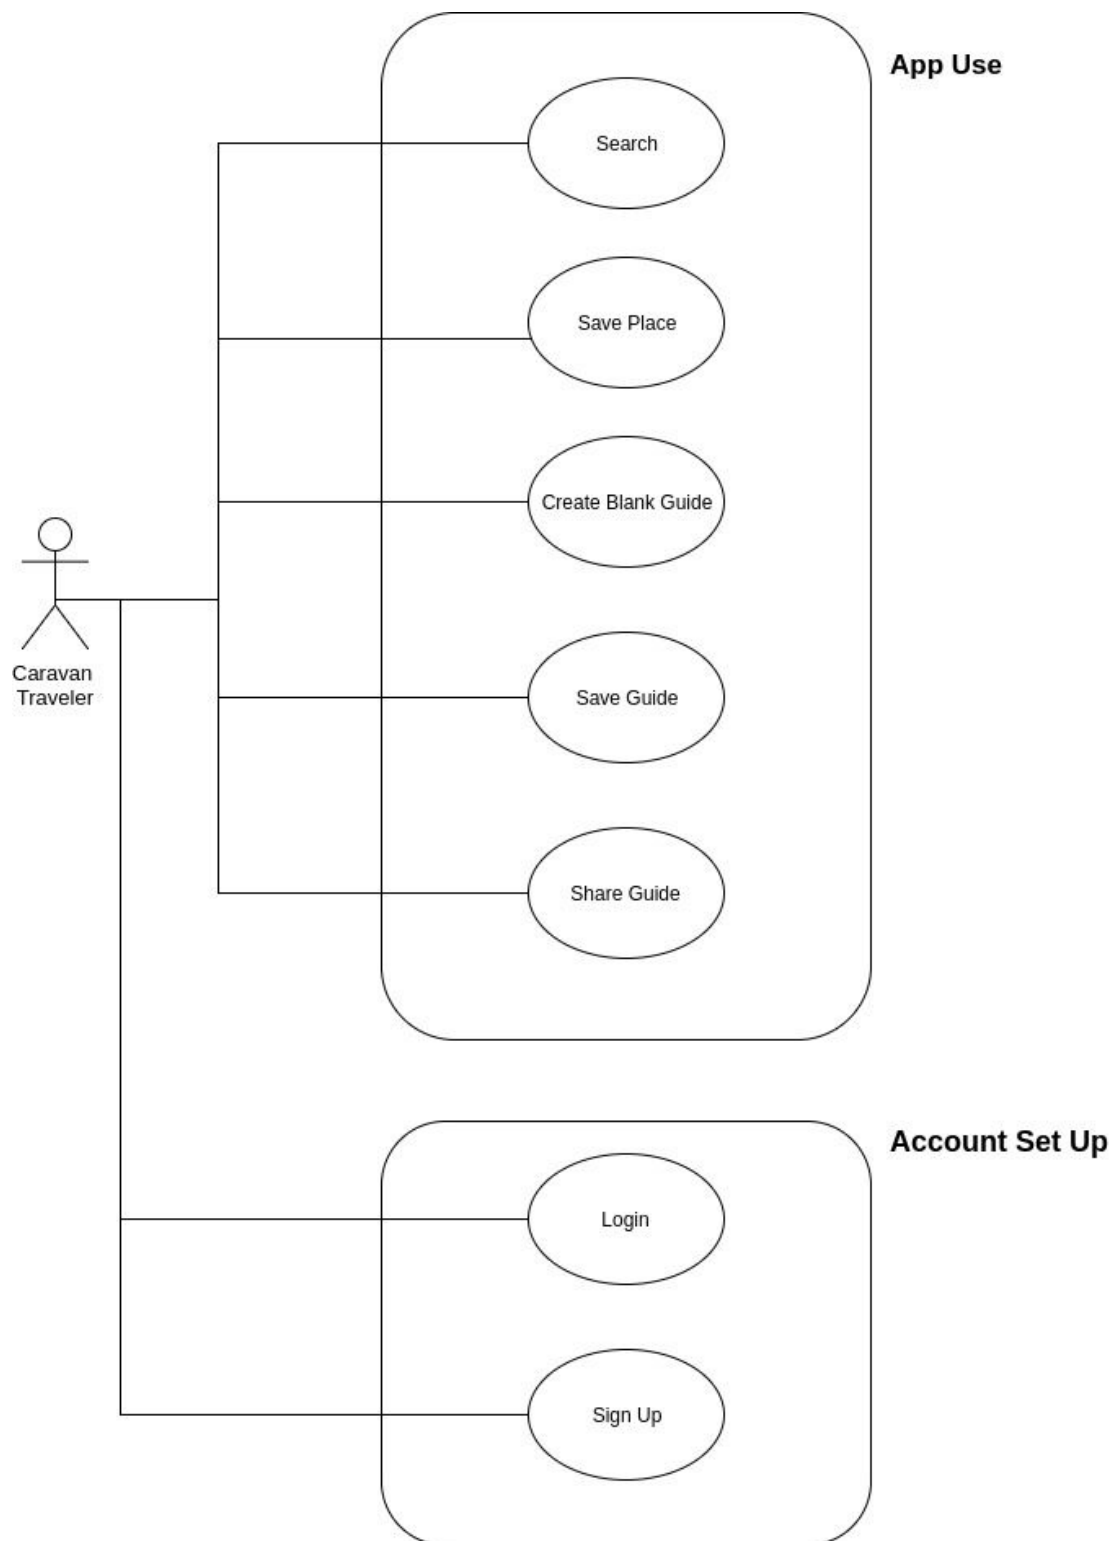 App Use
Search
Save Place
Create Blank Guide
Caravan
Traveler
Save Guide
Share Guide
Account Set Up
Login
Sign Up